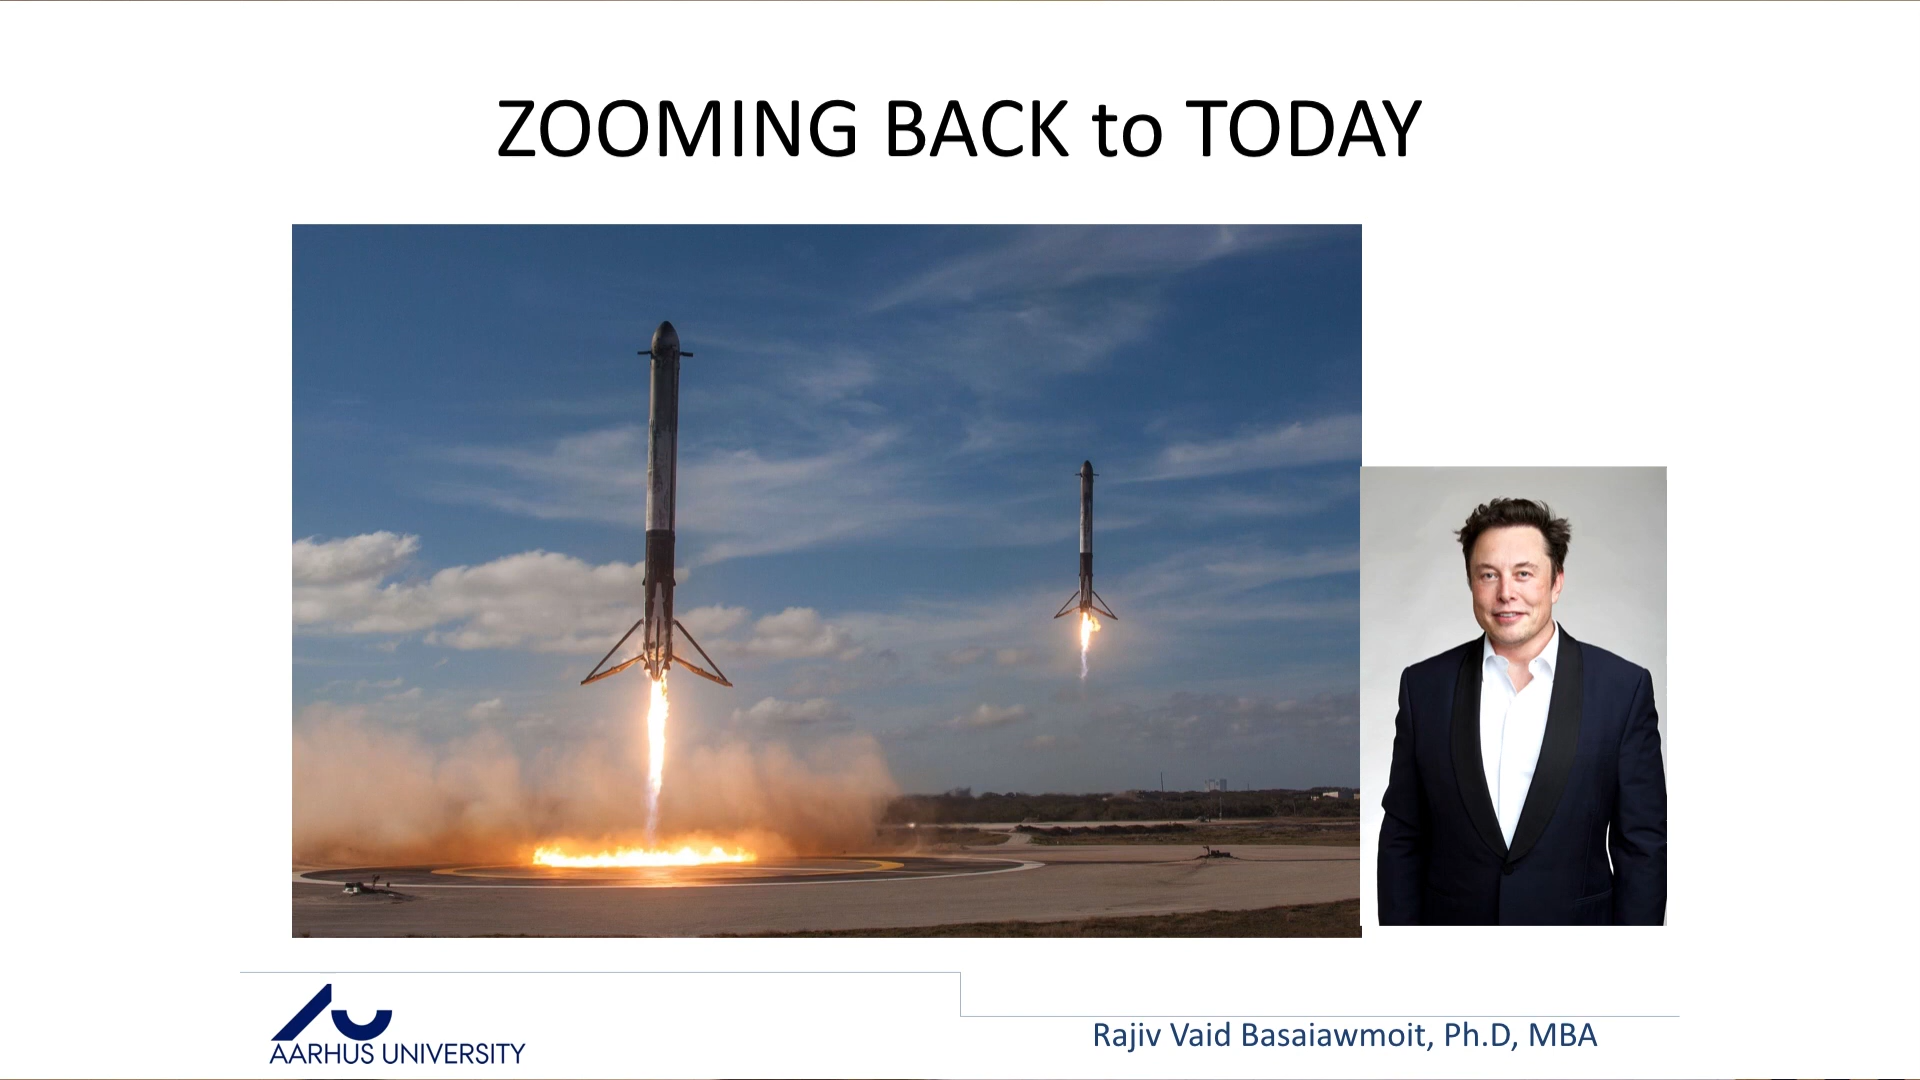 ZOOMING BACK to TODAY
AARHUS UNIVERSITY
Rajiv Vaid Basaiawmoit, Ph.D, MBA